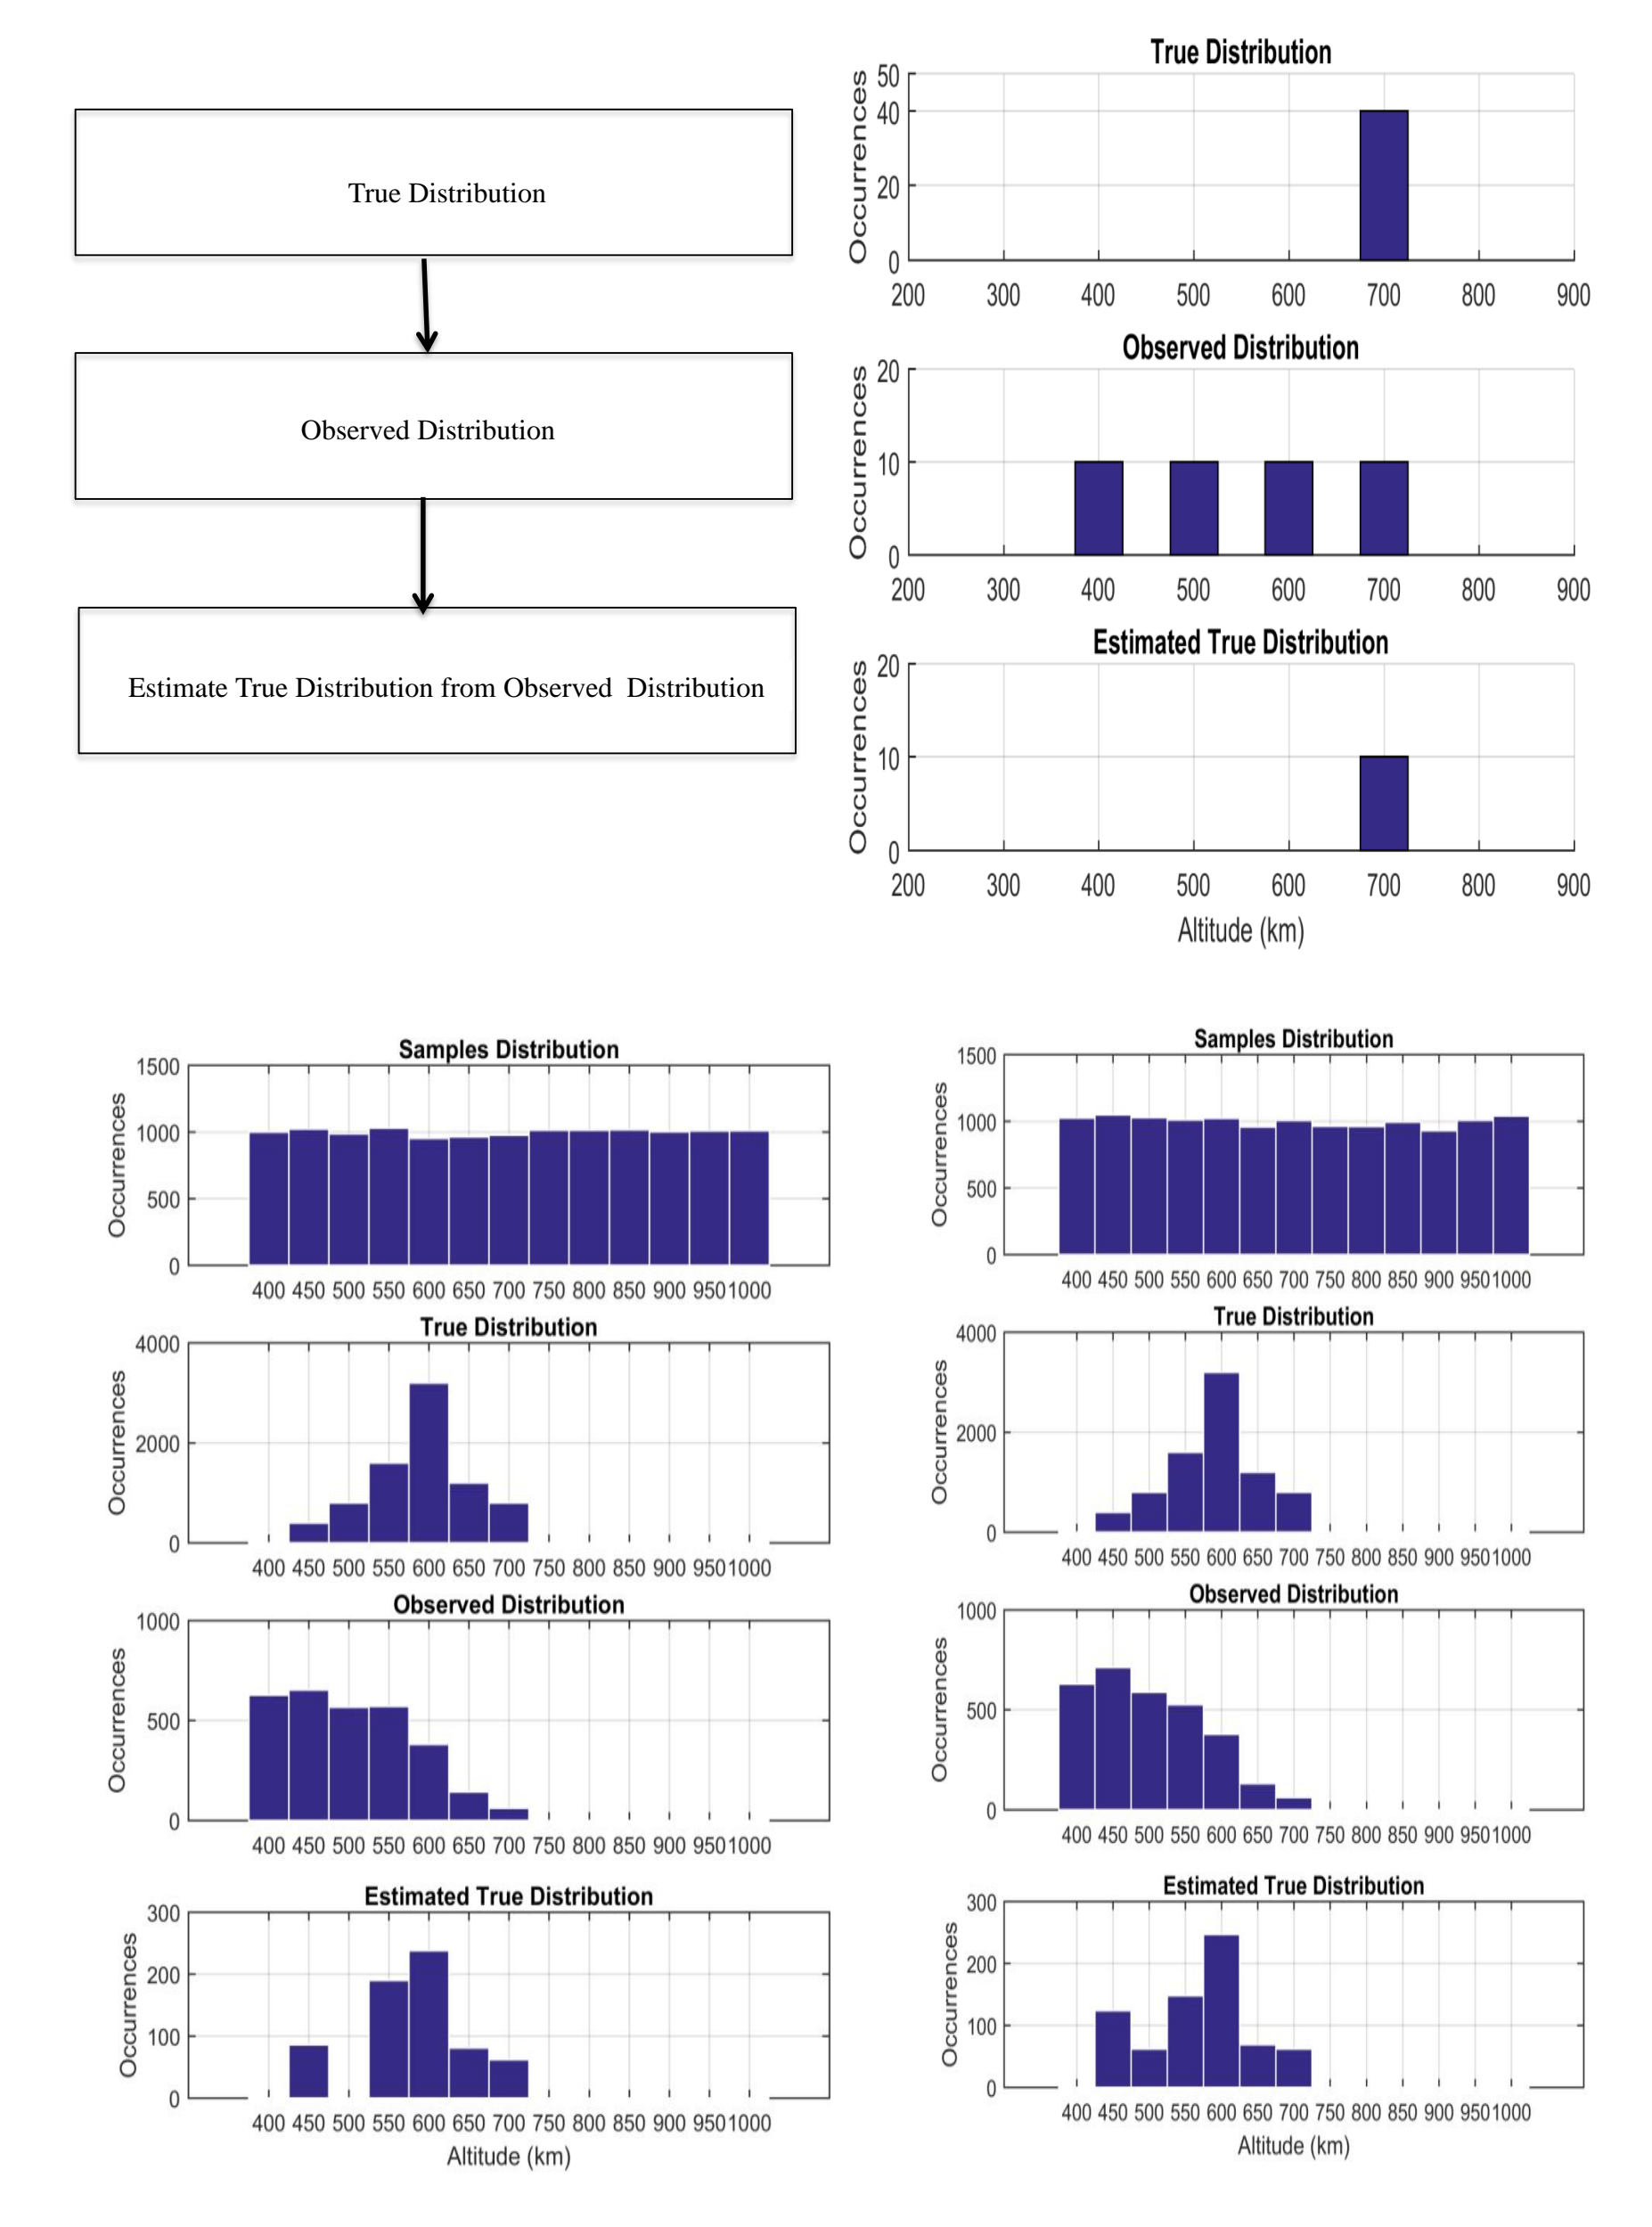 True Distribution
Observed Distribution
Estimate True Distribution from Observed  Distribution
True Distribution
Occurrences
50
40
20
0
200 300 400 500 600 700 800 900
Observed Distribution
Occurrences
20
10
0
200 300 400 500 600 700 800 900
Estimated True Distribution
Occurrences
20
10
0
200 300 400 500 600 700 800 900
Altitude (km)
Samples Distribution
Occurrences
1500
1000
500
0
400 450 500 550 600 650 700 750 800 850 900 950 1000
True Distribution
Occurrences
4000
2000
0
400 450 500 550 600 650 700 750 800 850 900 950 1000
Observed Distribution
Occurrences
1000
500
0
400 450 500 550 600 650 700 750 800 850 900 950 1000
Estimated True Distribution
Occurrences
300
200
100
0
400 450 500 550 600 650 700 750 800 850 900 950 1000
Altitude (km)
Samples Distribution
Occurrences
1500
1000
500
0
400 450 500 550 600 650 700 750 800 850 900 950 1000
True Distribution
Occurrences
4000
2000
0
400 450 500 550 600 650 700 750 800 850 900 950 1000
Observed Distribution
Occurrences
1000
500
0
400 450 500 550 600 650 700 750 800 850 900 950 1000
Estimated True Distribution
Occurrences
300
200
100
0
400 450 500 550 600 650 700 750 800 850 900 950 1000
Altitude (km)